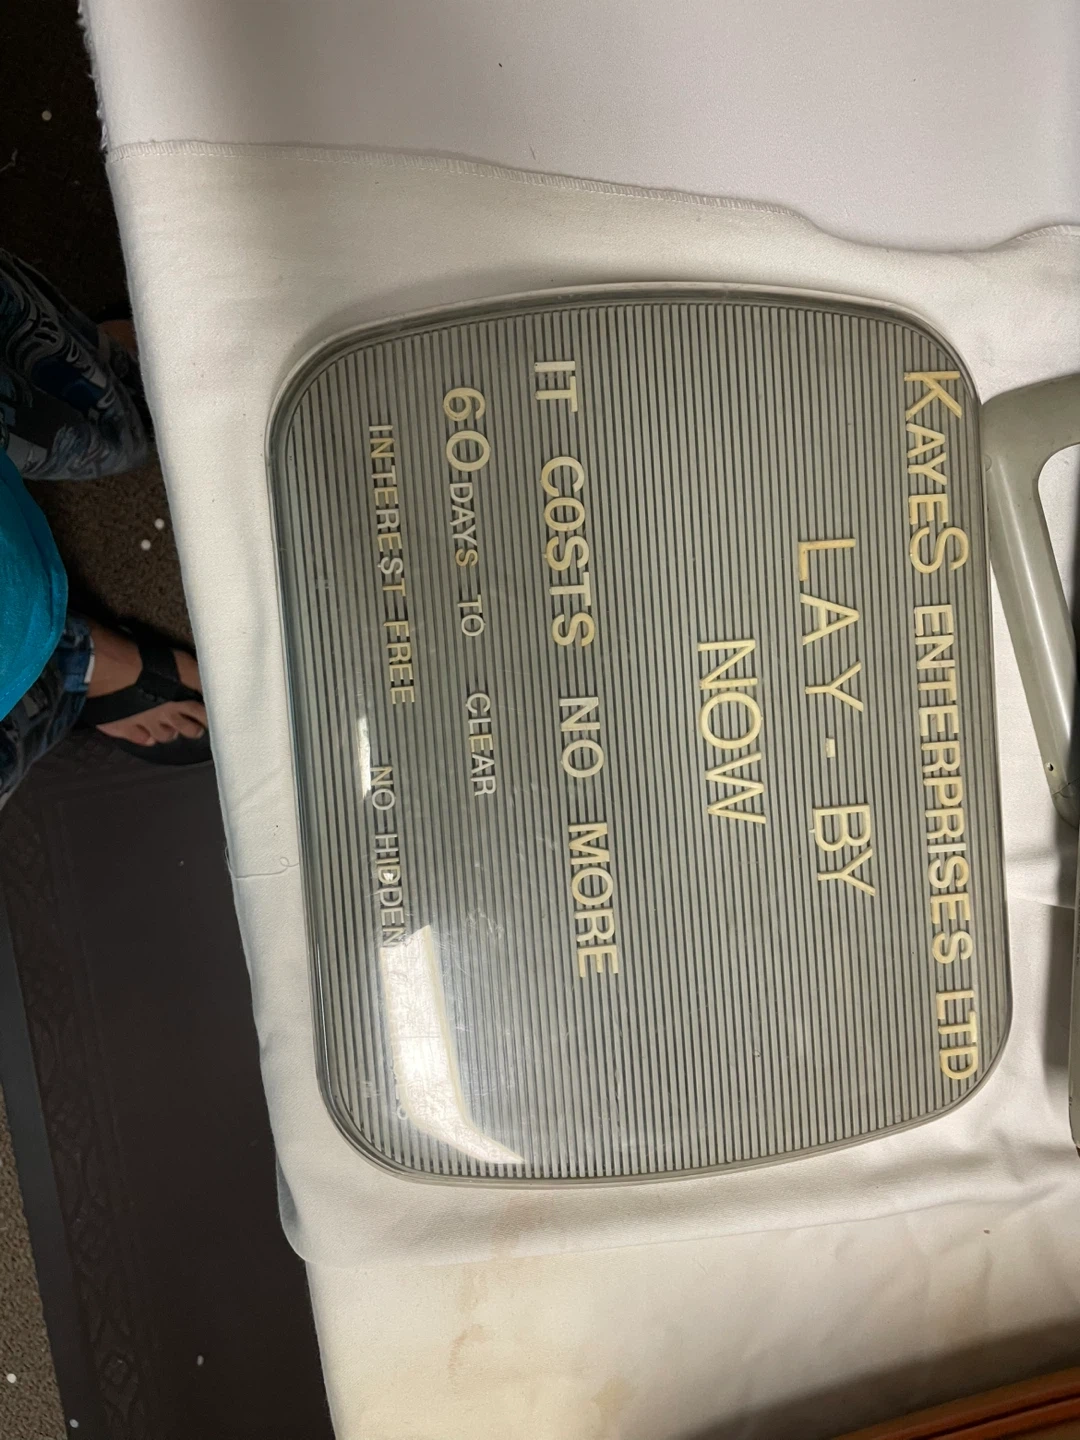 KAYES ENTERPRISES LTD
LAY-BY
NOW
IT COSTS NO MORE
60 DAYS TO CLEAR
INTEREST FREE NO HIDDEN